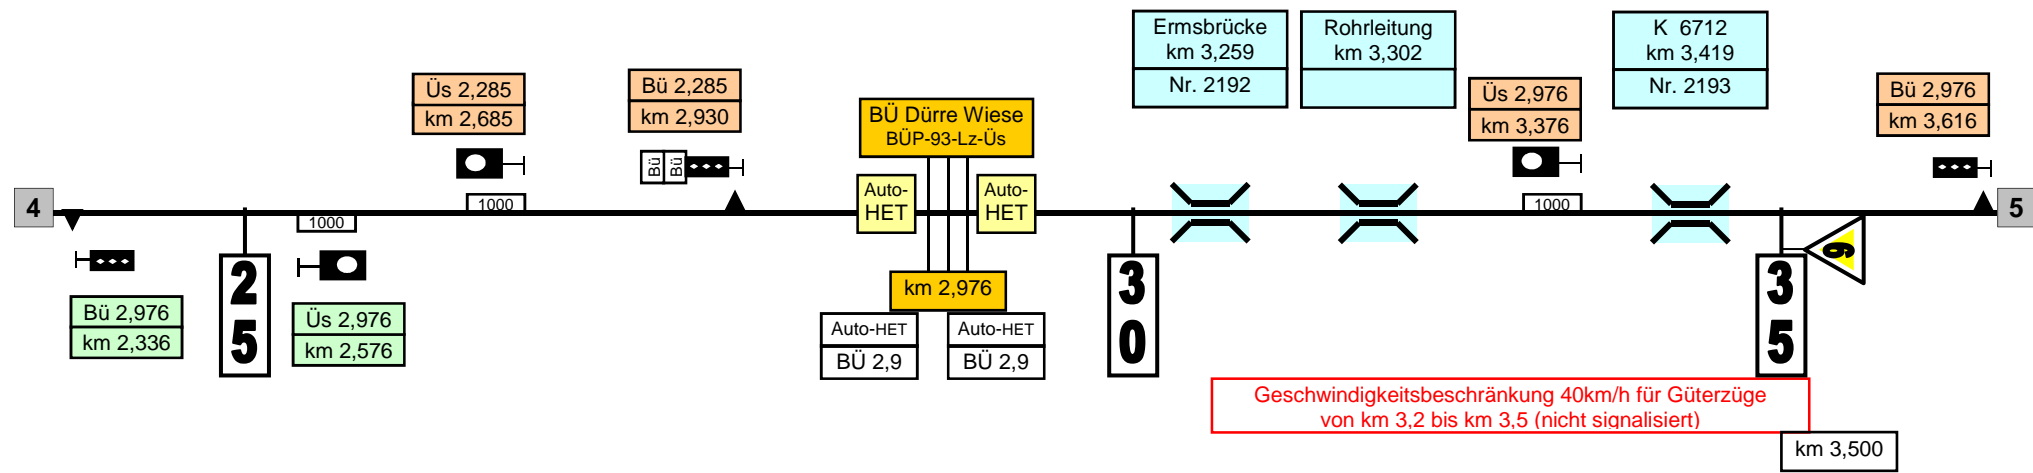 Ermsbrücke
km 3,259
Nr. 2192
Rohrleitung
km 3,302
K 6712
km 3,419
Nr. 2193
Üs 2,285
km 2,685
Bü 2,285
km 2,930
BÜ Dürre Wiese
BÜP-93-Lz-Üs
Üs 2,976
km 3,376
Bü 2,976
km 3,616
Bü
Bü
4
1000
1000
Auto-
HET
Auto-
HET
1000
5
25
30
35
9
Bü 2,976
km 2,336
Üs 2,976
km 2,576
km 2,976
Auto-HET
BÜ 2,9
Auto-HET
BÜ 2,9
Geschwindigkeitsbeschränkung 40km/h für Güterzüge
von km 3,2 bis km 3,5 (nicht signalisiert)
km 3,500